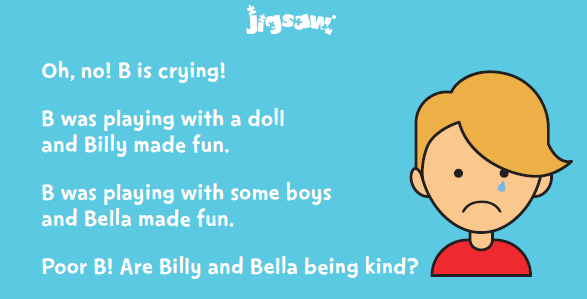 jigsaw
Oh, no! B is crying!
B was playing with a doll
and Billy made fun.
B was playing with some boys
and Bella made fun.
Poor B! Are Billy and Bella being kind?